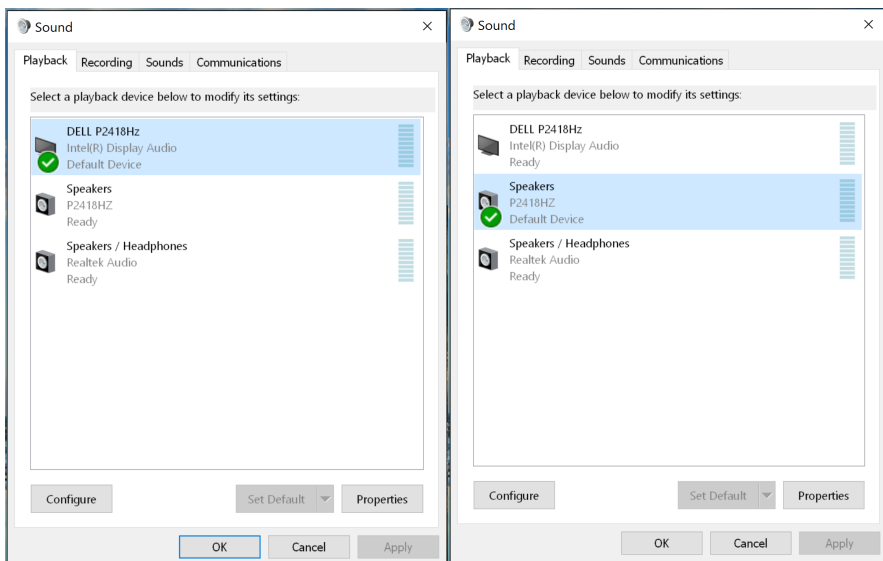 Sound
Playback Recording Sounds Communications
Select a playback device below to modify its settings:
DELL P2418Hz
Intel(R) Display Audio
Default Device
Speakers
P2418HZ
Ready
Speakers / Headphones
Realtek Audio
Ready
Configure Set Default Properties
OK Cancel Apply
Sound
Playback Recording Sounds Communications
Select a playback device below to modify its settings:
DELL P2418Hz
Intel(R) Display Audio
Ready
Speakers
P2418HZ
Default Device
Speakers / Headphones
Realtek Audio
Ready
Configure Set Default Properties
OK Cancel Apply